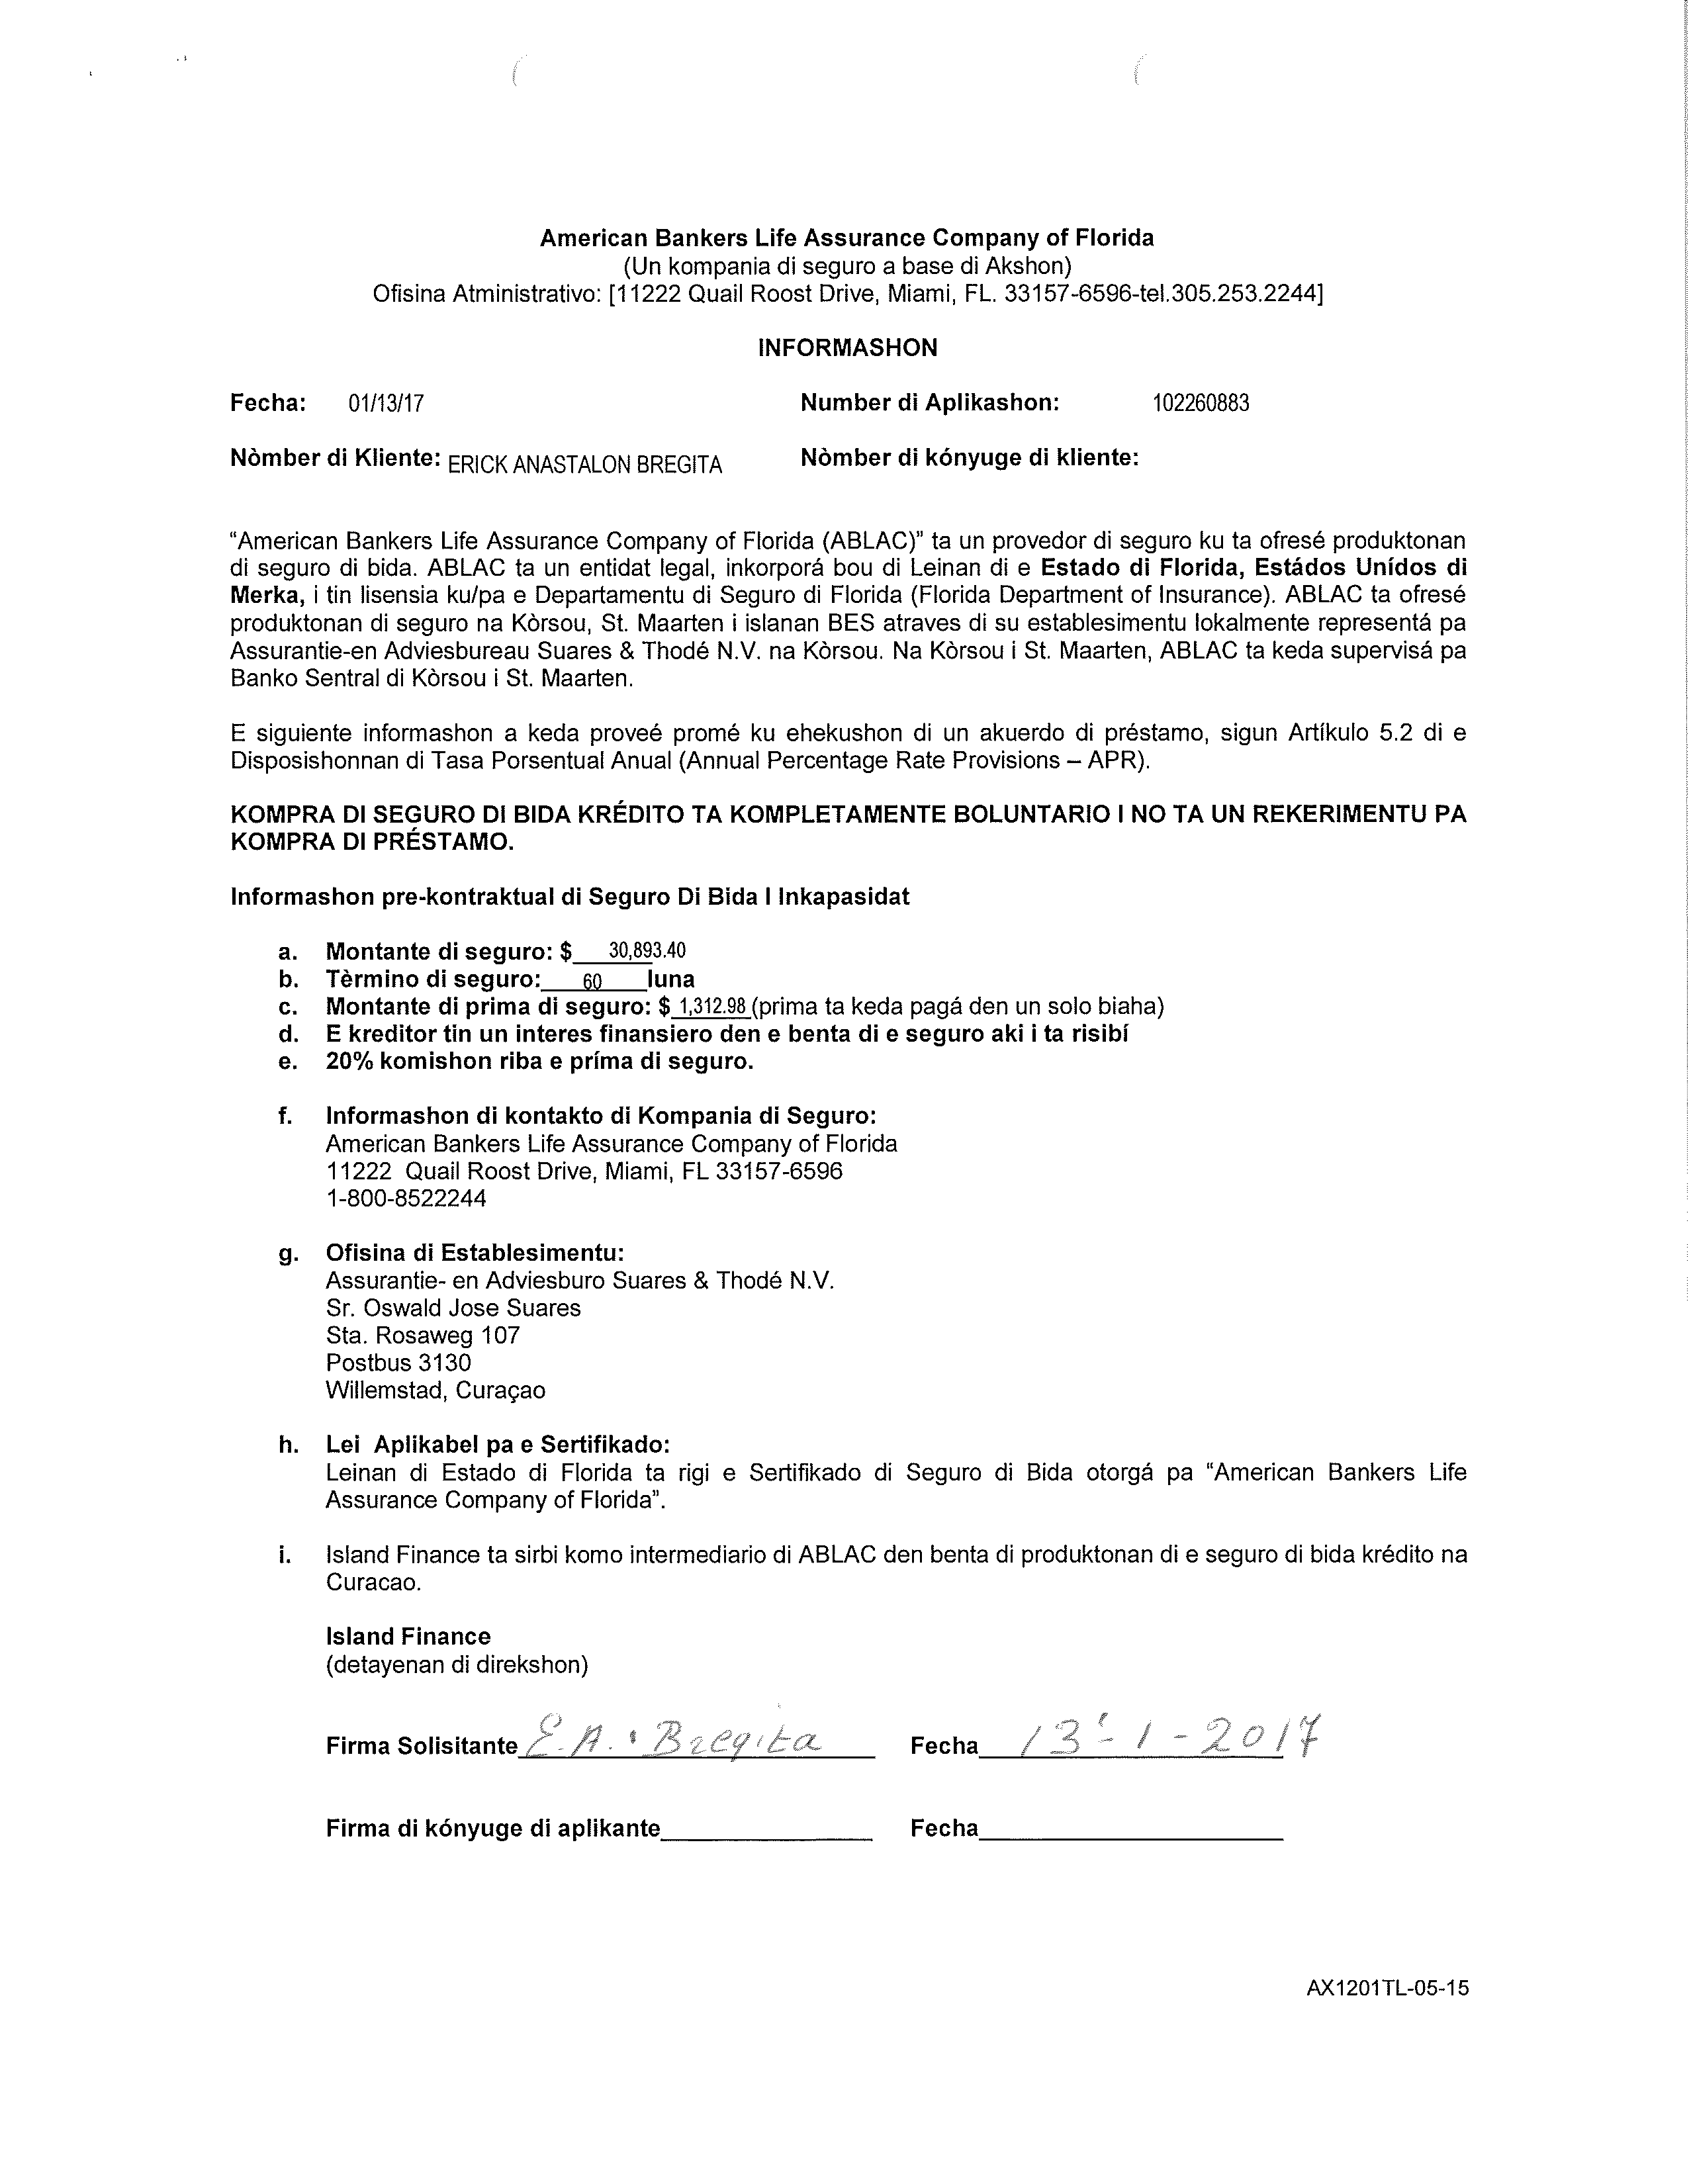 American Bankers Life Assurance Company of Florida
(Un kompania di seguro a base di Akshon)
Ofisina Atministrativo: [11222 Quail Roost Drive, Miami, FL. 33157-6596-tel.305.253.2244]
INFORMASHON
Fecha: 01/13/17 Number di Aplikashon: 102260883
Nòmber di Kliente: ERICK ANASTALON BREGITA Nòmber di kónyuge di kliente:
“American Bankers Life Assurance Company of Florida (ABLAC)” ta un provedor di seguro ku ta ofresé produktonan
di seguro di bida. ABLAC ta un entidat legal, inkorporá bou di Leinan di e Estado di Florida, Estádos Unídos di
Merka, i tin lisensia ku/pa e Departamentu di Seguro di Florida (Florida Department of Insurance). ABLAC ta ofresé
produktonan di seguro na Kòrsou, St. Maarten i islanan BES atraves di su establesimentu lokalmente representá pa
Assurantie-en Adviesbureau Suares & Thodé N.V. na Kòrsou. Na Kòrsou i St. Maarten, ABLAC ta keda supervisá pa
Banko Sentral di Kòrsou i St. Maarten.
E siguiente informashon a keda proveé promé ku ehekushon di un akuerdo di préstamo, sigun Artíkulo 5.2 di e
Disposishonnan di Tasa Porsentual Anual (Annual Percentage Rate Provisions – APR).
KOMPRA DI SEGURO DI BIDA KRÉDITO TA KOMPLETAMENTE BOLUNTARIO I NO TA UN REKERIMENTU PA
KOMPRA DI PRÉSTAMO.
Informashon pre-kontraktual di Seguro Di Bida I Inkapasidat
a. Montante di seguro: $ 30,893.40
b. Tèrmino di seguro: 60 luna
c. Montante di prima di seguro: $ 1,312.98 (prima ta keda pagá den un solo biaha)
d. E kreditor tin un interes finansiero den e benta di e seguro aki i ta risibí
e. 20% komishon riba e príma di seguro.
f. Informashon di kontakto di Kompania di Seguro:
American Bankers Life Assurance Company of Florida
11222 Quail Roost Drive, Miami, FL 33157-6596
1-800-8522244
g. Ofisina di Establesimentu:
Assurantie- en Adviesburo Suares & Thodé N.V.
Sr. Oswald Jose Suares
Sta. Rosaweg 107
Postbus 3130
Willemstad, Curaçao
h. Lei Aplikabel pa e Sertifikado:
Leinan di Estado di Florida ta rigi e Sertifikado di Seguro di Bida otorgá pa “American Bankers Life
Assurance Company of Florida”.
i. Island Finance ta sirbi komo intermediario di ABLAC den benta di produktonan di e seguro di bida krédito na
Curacao.
Island Finance
(detayenan di direkshon)
Firma Solisitante E.A. Bregita Fecha 13-1-2017
Firma di kónyuge di aplikante Fecha
AX1201TL-05-15